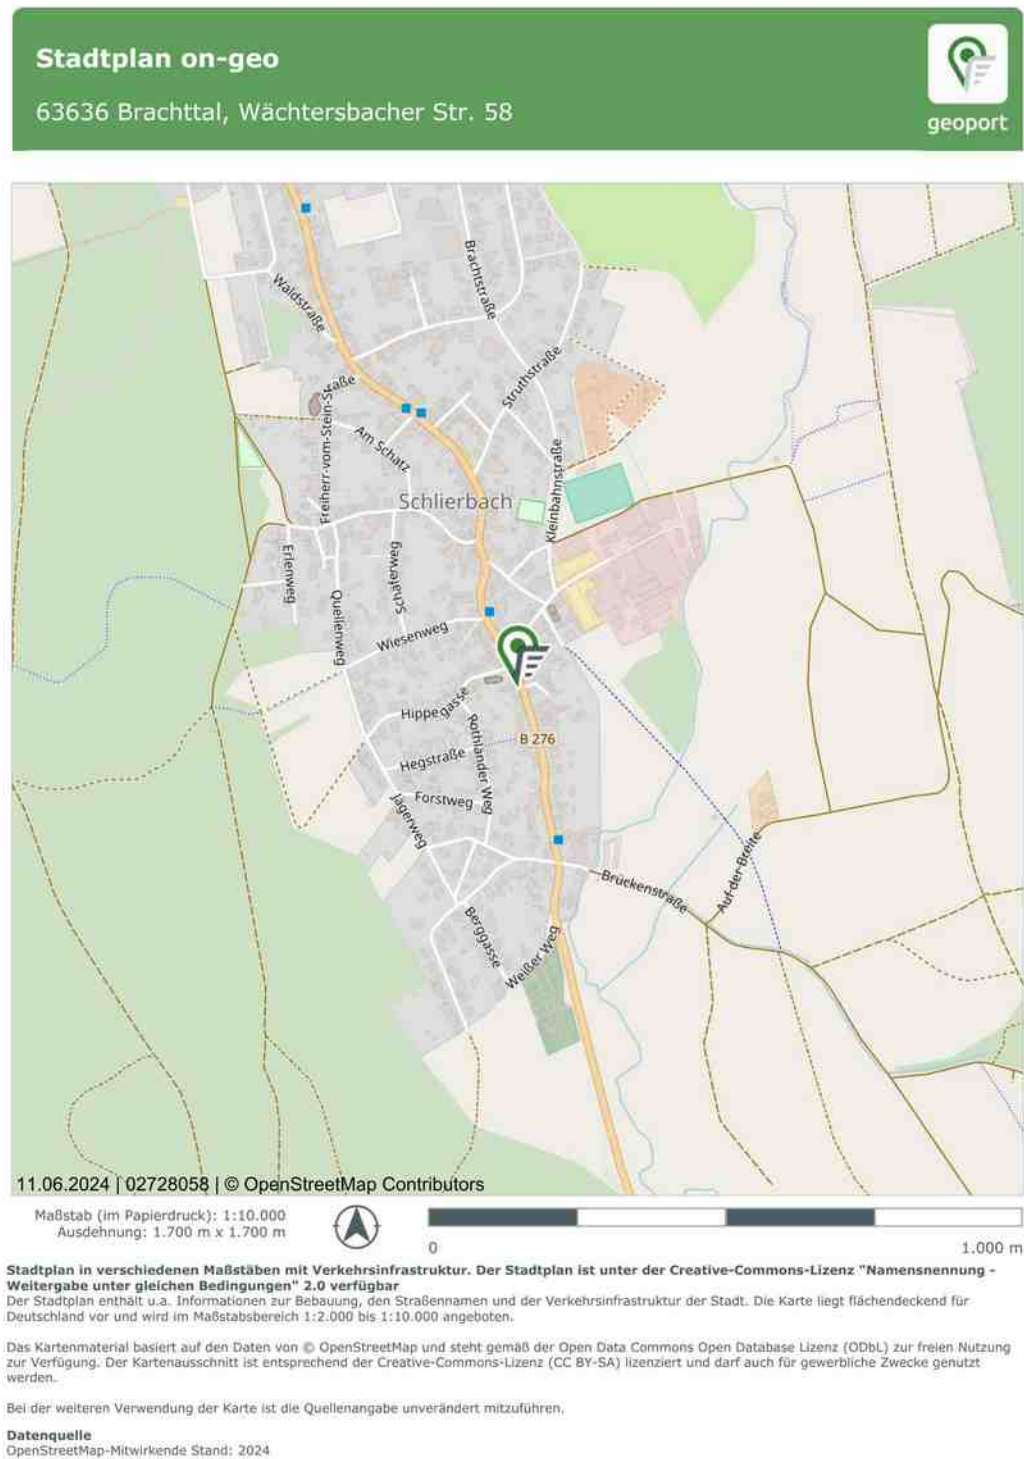 Stadtplan on-geo
63636 Brachttal, Wächtersbacher Str. 58
geoport
Brachtstraße
Waldstraße
Struthstraße
Freiherr-vom-Stein-Straße
Am Schatz
Schlierbach
Kleinbahnstraße
Erlenweg
Schäferweg
Quellenweg
Wiesenweg
Hippegasse
Rothländer Weg
B 276
Hegstraße
Forstweg
Jägerweg
Brückenstraße
Auf der Breite
Berggasse
Weißer Weg
11.06.2024 | 02728058 | © OpenStreetMap Contributors
Maßstab (im Papierdruck): 1:10.000
Ausdehnung: 1.700 m x 1.700 m
0 1.000 m
Stadtplan in verschiedenen Maßstäben mit Verkehrsinfrastruktur. Der Stadtplan ist unter der Creative-Commons-Lizenz "Namensnennung -
Weitergabe unter gleichen Bedingungen" 2.0 verfügbar
Der Stadtplan enthält u.a. Informationen zur Bebauung, den Straßennamen und der Verkehrsinfrastruktur der Stadt. Die Karte liegt flächendeckend für
Deutschland vor und wird im Maßstabsbereich 1:2.000 bis 1:10.000 angeboten.
Das Kartenmaterial basiert auf den Daten von © OpenStreetMap und steht gemäß der Open Data Commons Open Database Lizenz (ODbL) zur freien Nutzung
zur Verfügung. Der Kartenausschnitt ist entsprechend der Creative-Commons-Lizenz (CC BY-SA) lizenziert und darf auch für gewerbliche Zwecke genutzt
werden.
Bei der weiteren Verwendung der Karte ist die Quellenangabe unverändert mitzuführen.
Datenquelle
OpenStreetMap-Mitwirkende Stand: 2024